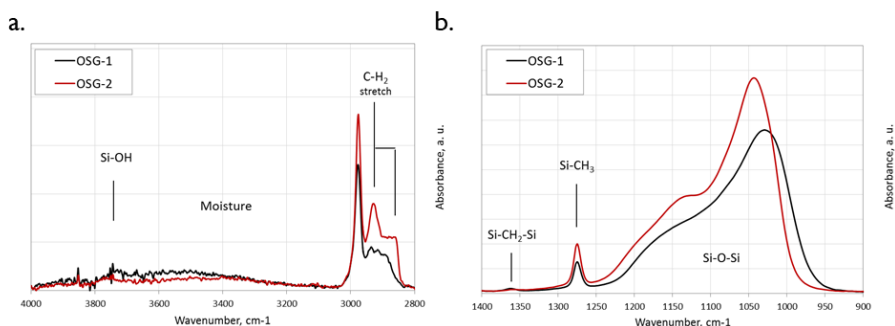 a.
OSG-1
OSG-2
C-H2
stretch
Si-OH
Moisture
4000 3800 3600 3400 3200 3000 2800
Wavenumber, cm-1
Absorbance, a. u.
b.
OSG-1
OSG-2
Si-CH3
Si-CH2-Si
Si-O-Si
1400 1350 1300 1250 1200 1150 1100 1050 1000 950 900
Wavenumber, cm-1
Absorbance, a. u.